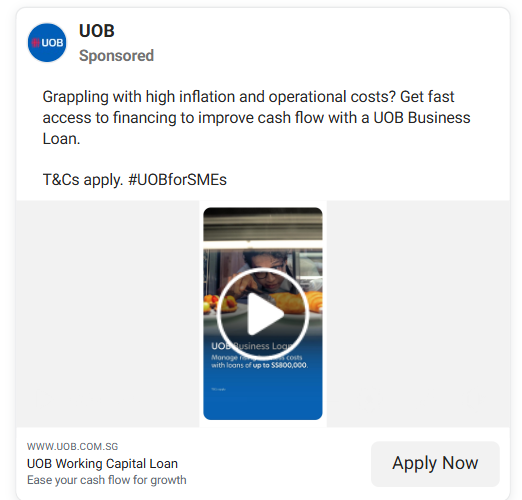 UOB
UOB
Sponsored
Grappling with high inflation and operational costs? Get fast
access to financing to improve cash flow with a UOB Business
Loan.
T&Cs apply. #UOBforSMEs
UOB Business Loan
Manage rising business costs
with loans of up to S$800,000.
WWW.UOB.COM.SG
UOB Working Capital Loan
Ease your cash flow for growth
Apply Now